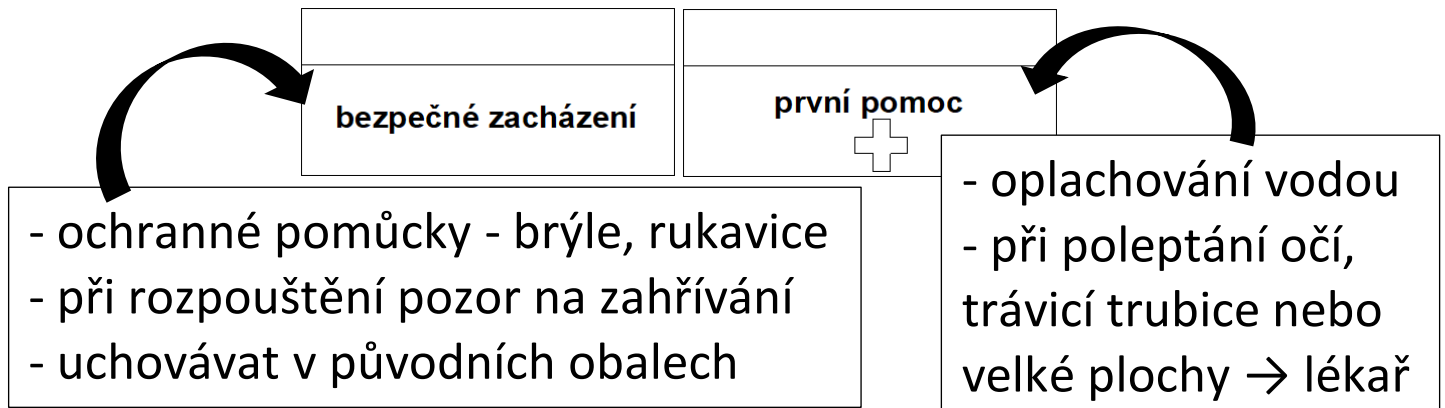 bezpečné zacházení
první pomoc
- ochranné pomůcky - brýle, rukavice
- při rozpouštění pozor na zahřívání
- uchovávat v původních obalech
- oplachování vodou
- při poleptání očí,
trávicí trubice nebo
velké plochy → lékař